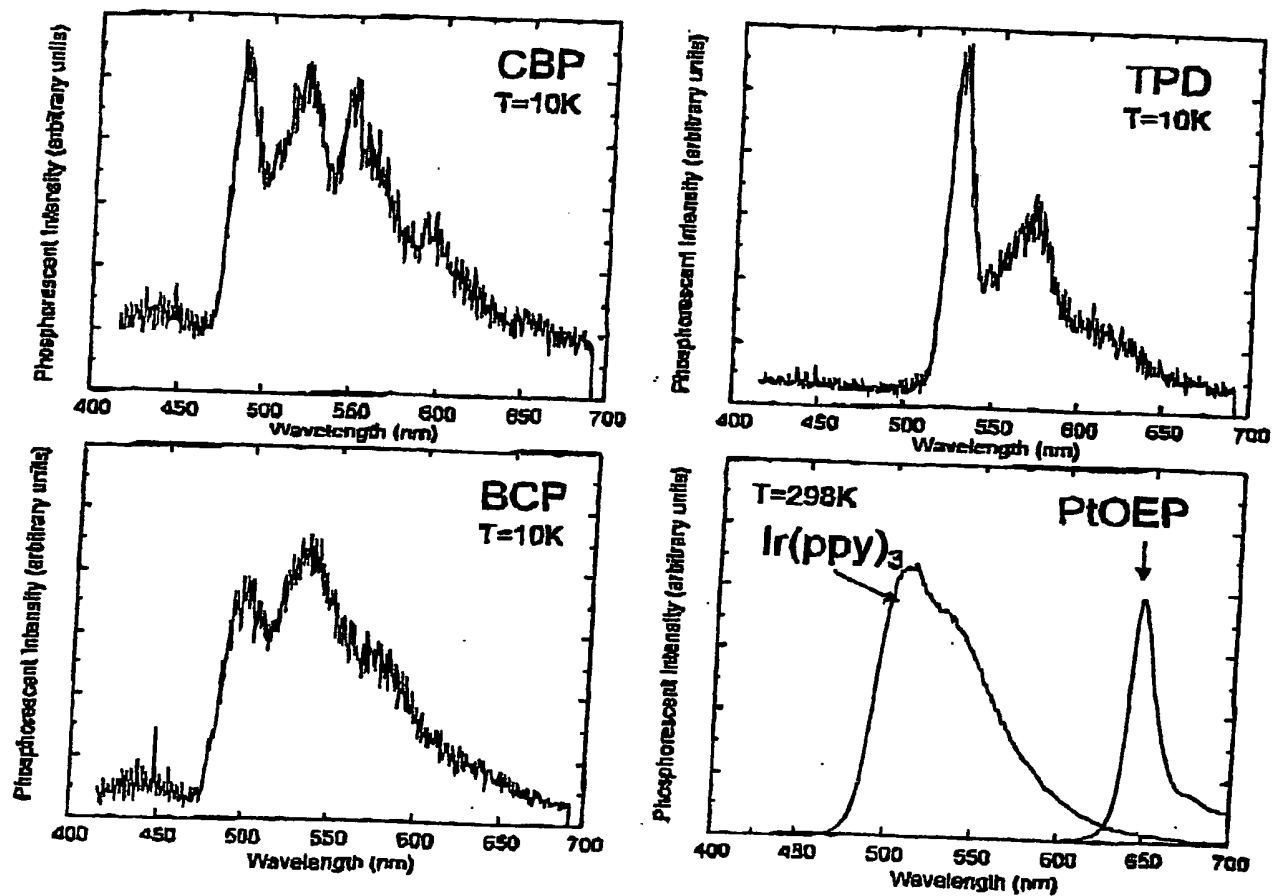 Phosphorescent Intensity (arbitrary units)
CBP
T=10K
400 450 500 550 600 650 700
Wavelength (nm)
Phosphorescent Intensity (arbitrary units)
TPD
T=10K
400 450 500 550 600 650 700
Wavelength (nm)
Phosphorescent Intensity (arbitrary units)
BCP
T=10K
400 450 500 550 600 650 700
Wavelength (nm)
Phosphorescent Intensity (arbitrary units)
T=298K
PtOEP
Ir(ppy)3
400 450 500 550 600 650 700
Wavelength (nm)